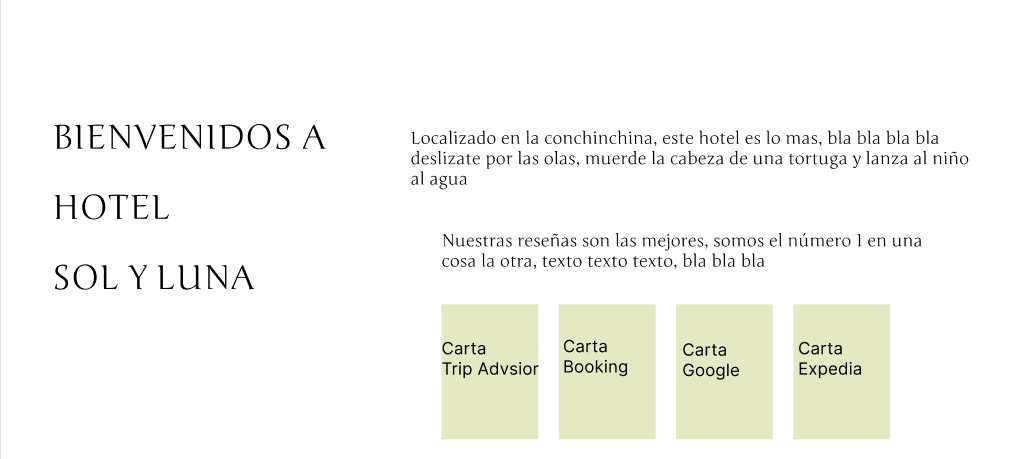 BIENVENIDOS A
HOTEL
SOL Y LUNA
Localizado en la conchinchina, este hotel es lo mas, bla bla bla bla
deslizate por las olas, muerde la cabeza de una tortuga y lanza al niño
al agua
Nuestras reseñas son las mejores, somos el número 1 en una
cosa la otra, texto texto texto, bla bla bla
Carta
Trip Advsior
Carta
Booking
Carta
Google
Carta
Expedia